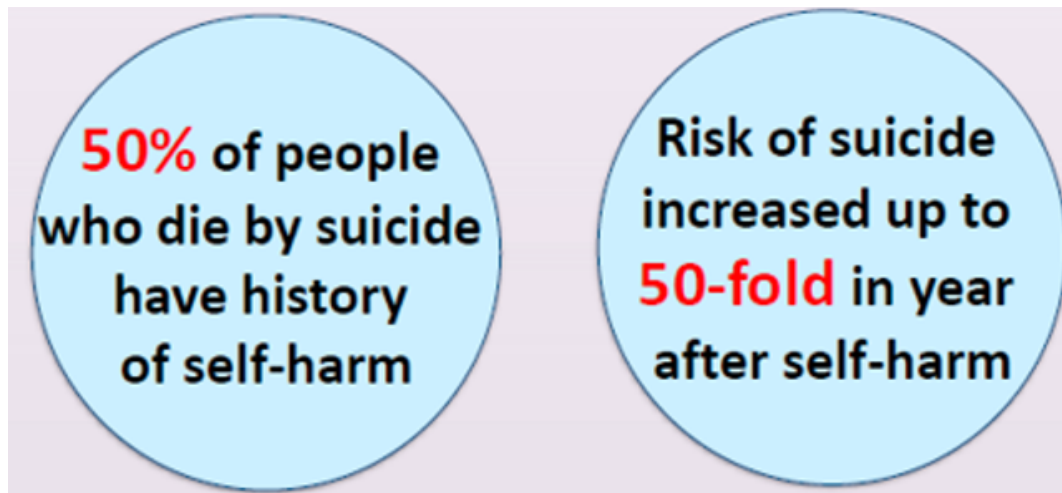 50% of people
who die by suicide
have history
of self-harm
Risk of suicide
increased up to
50-fold in year
after self-harm